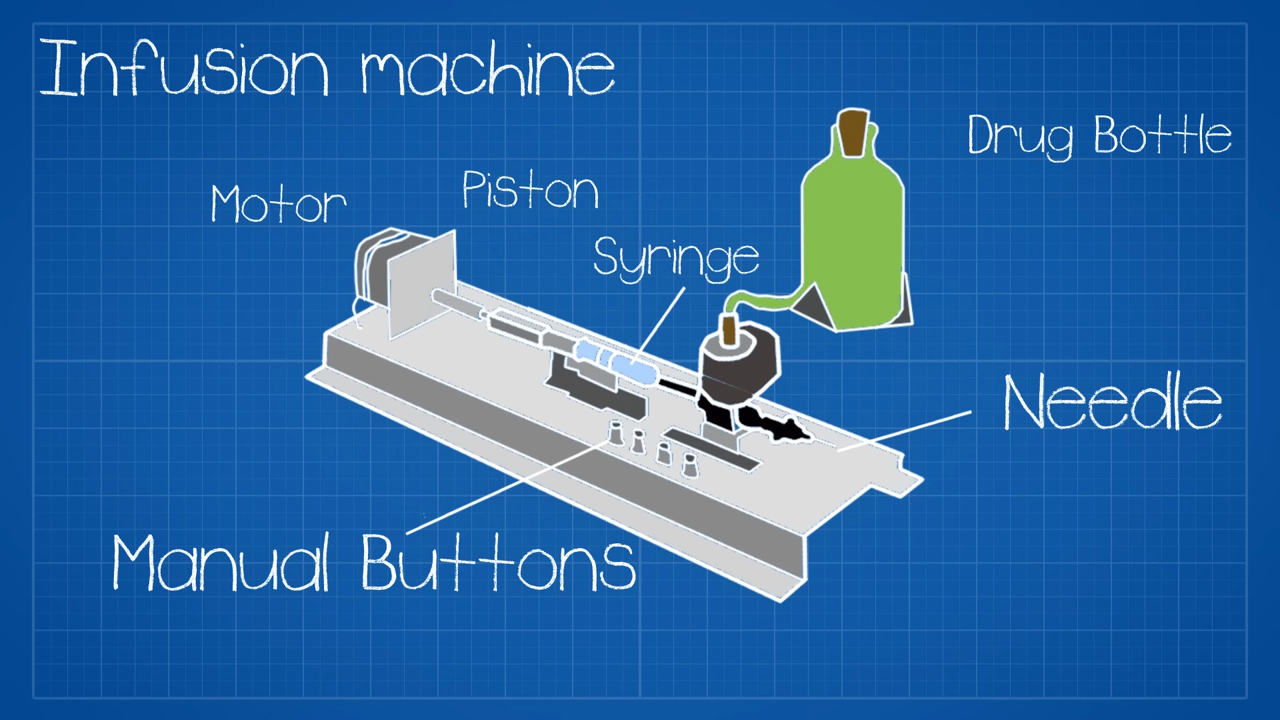 Infusion machine
Drug Bottle
Motor
Piston
Syringe
Needle
Manual Buttons